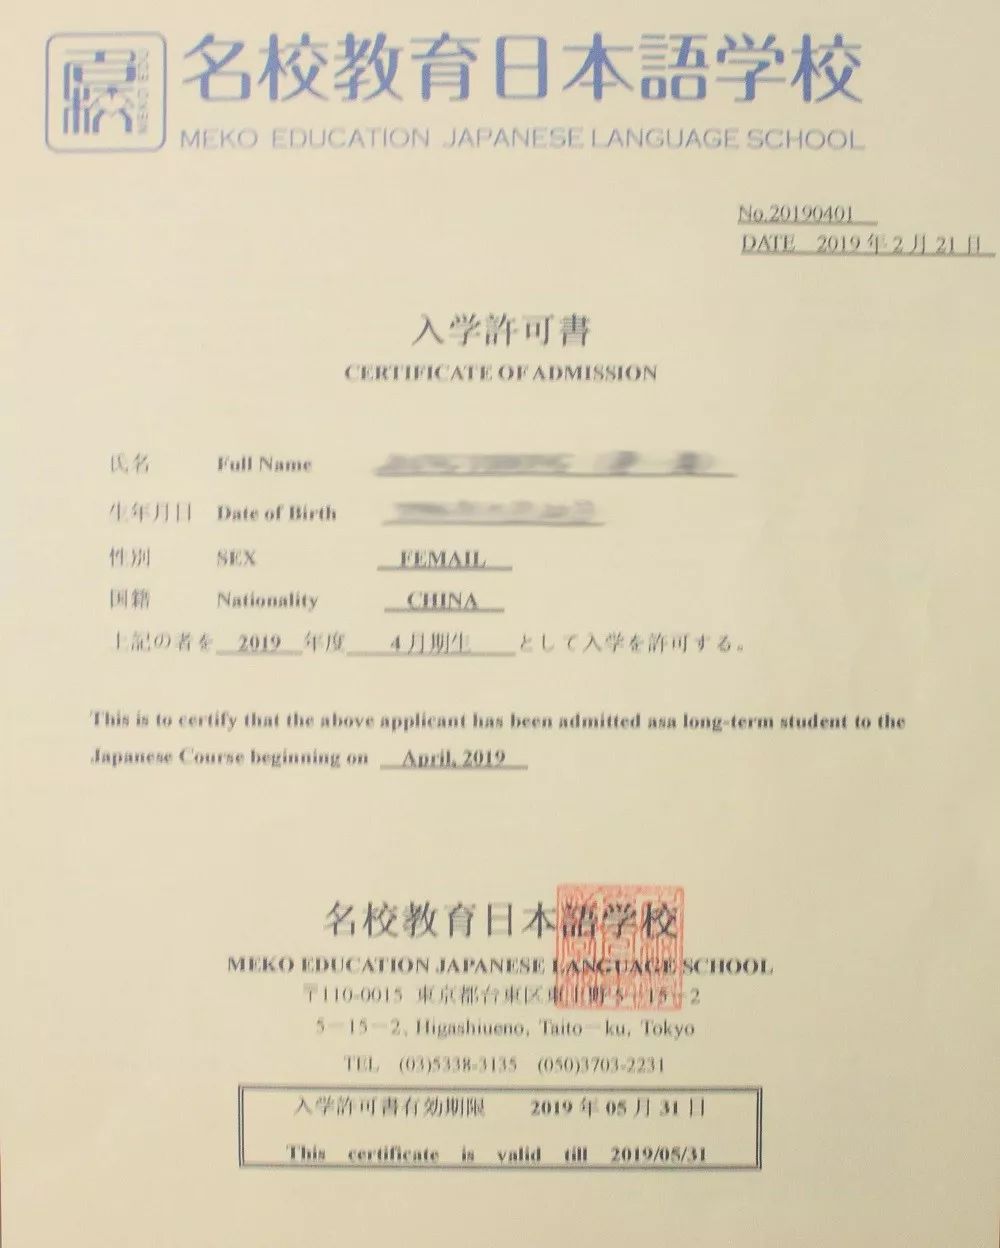 名校教育日本語学校
MEKO EDUCATION JAPANESE LANGUAGE SCHOOL
No.20190401
DATE 2019年2月21日
入学許可書
CERTIFICATE OF ADMISSION
氏名 Full Name
生年月日 Date of Birth
性別 SEX FEMAIL
国籍 Nationality CHINA
上記の者を 2019 年度 4月期生 として入学を許可する。
This is to certify that the above applicant has been admitted asa long-term student to the
Japanese Course beginning on April, 2019
名校教育日本語学校
MEKO EDUCATION JAPANESE LANGUAGE SCHOOL
〒110-0015 東京都台東区東上野5-15-2
5-15-2, Higashiueno, Taito-ku, Tokyo
TEL (03)5338-3135 (050)3703-2231
入学許可書有効期限 2019年05月31日
This certificate is valid till 2019/05/31